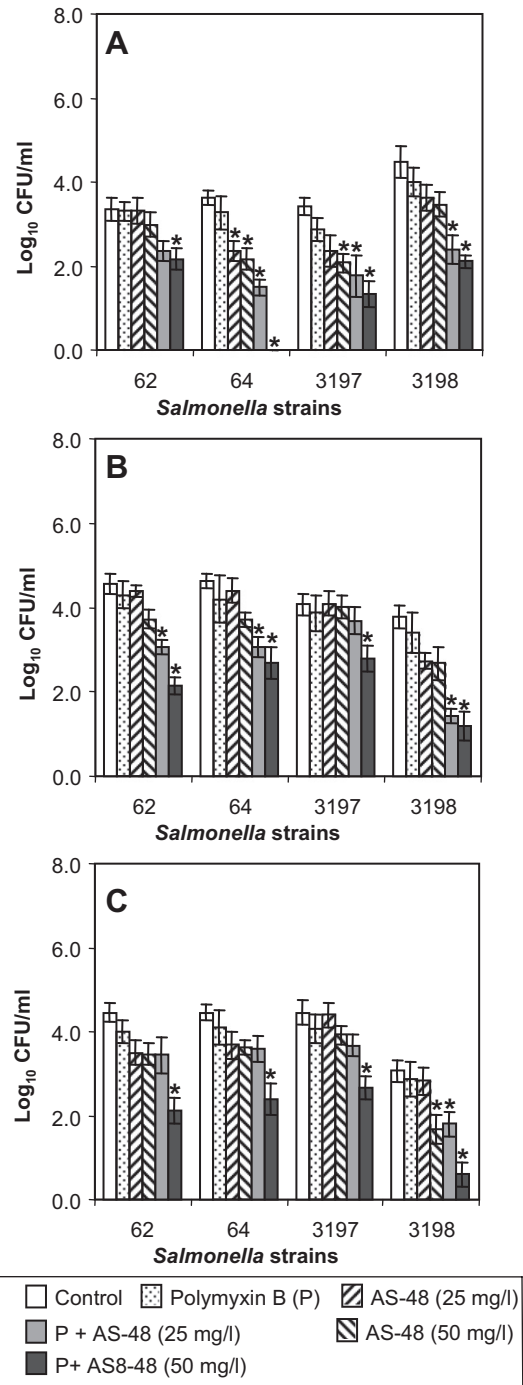 A
Log10 CFU/ml
8.0
6.0
4.0
2.0
0.0
* * * * * * * * * * *
62 64 3197 3198
Salmonella strains
B
Log10 CFU/ml
8.0
6.0
4.0
2.0
0.0
* * * * * * *
62 64 3197 3198
Salmonella strains
C
Log10 CFU/ml
8.0
6.0
4.0
2.0
0.0
* * * * * *
62 64 3197 3198
Salmonella strains
Control Polymyxin B (P) AS-48 (25 mg/l)
P + AS-48 (25 mg/l) AS-48 (50 mg/l)
P+ AS8-48 (50 mg/l)